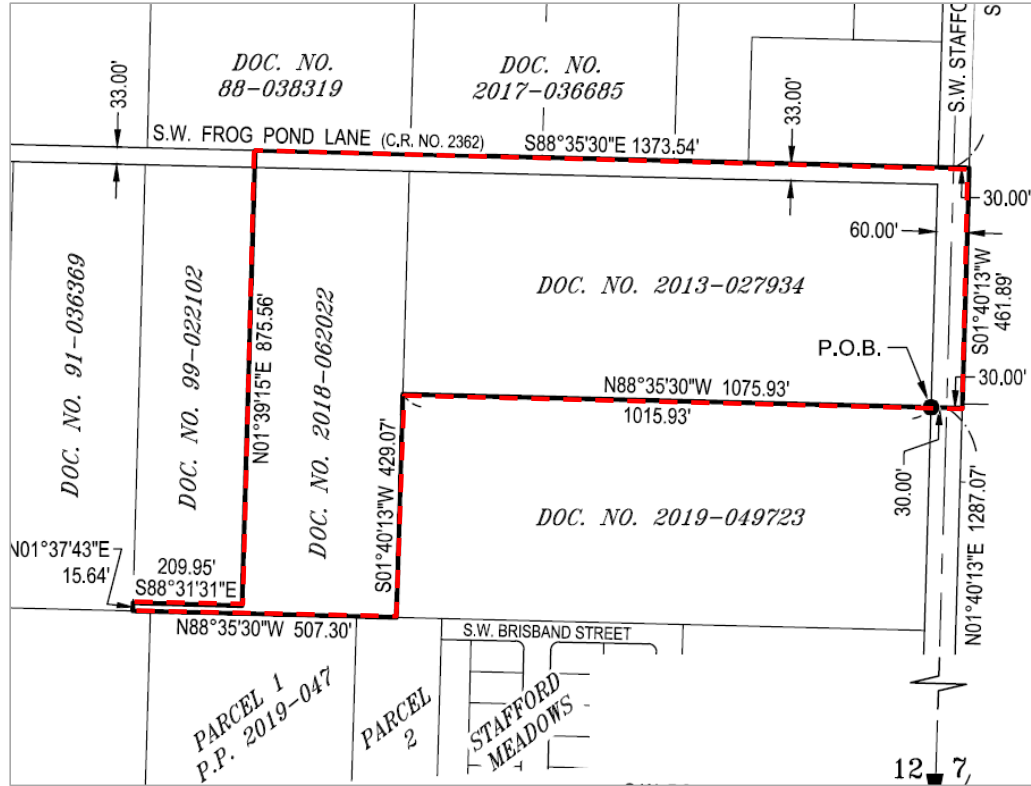 S.W. STAFFO
S
DOC. NO.
88-038319
DOC. NO.
2017-036685
33.00'
33.00'
S.W. FROG POND LANE (C.R. NO. 2362)
S88°35'30"E 1373.54'
30.00'
60.00'
S01°40'13"W
461.89'
DOC. NO. 91-036369
DOC. NO. 99-022102
N01°39'15"E 875.56'
DOC. NO. 2018-062022
DOC. NO. 2013-027934
P.O.B.
30.00'
N88°35'30"W 1075.93'
1015.93'
S01°40'13"W 429.07'
30.00'
DOC. NO. 2019-049723
N01°40'13"E 1287.07'
N01°37'43"E
15.64'
209.95'
S88°31'31"E
N88°35'30"W 507.30'
S.W. BRISBAND STREET
PARCEL 1
P.P. 2019-047
PARCEL
2
STAFFORD
MEADOWS
12 7